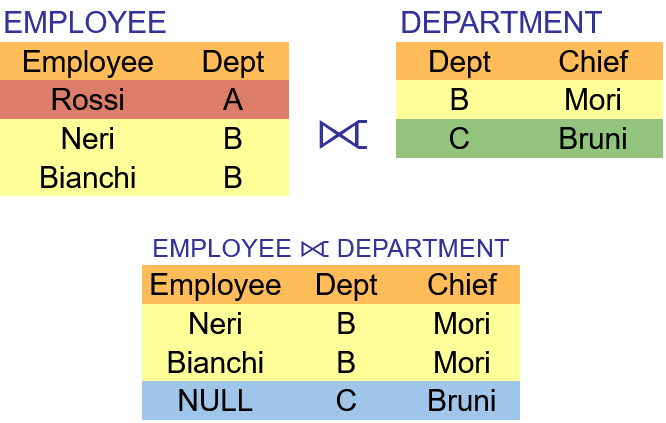 EMPLOYEE
Employee Dept
Rossi A
Neri B
Bianchi B
⟖
DEPARTMENT
Dept Chief
B Mori
C Bruni
EMPLOYEE ⟖ DEPARTMENT
Employee Dept Chief
Neri B Mori
Bianchi B Mori
NULL C Bruni